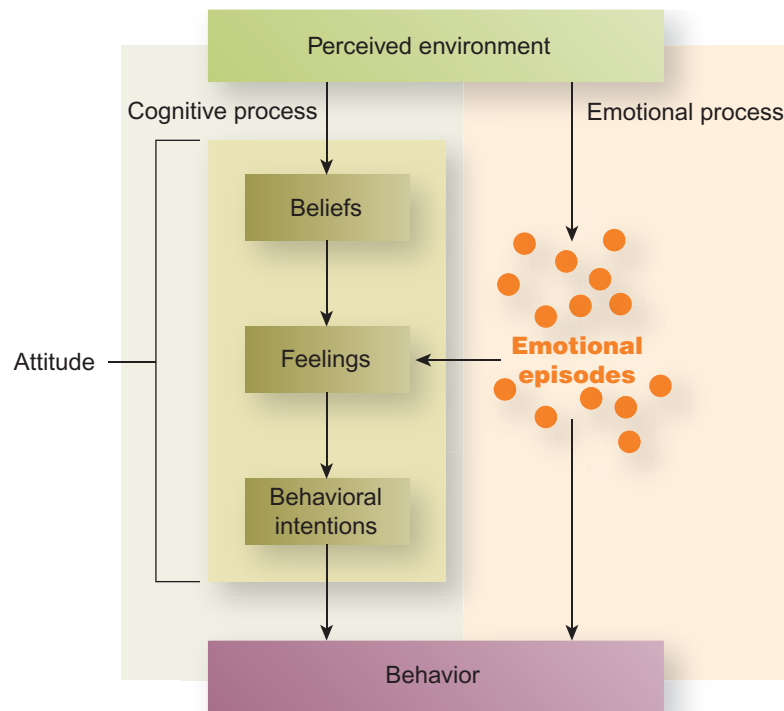 Perceived environment
Cognitive process
Emotional process
Beliefs
Attitude
Feelings
Emotional
episodes
Behavioral
intentions
Behavior